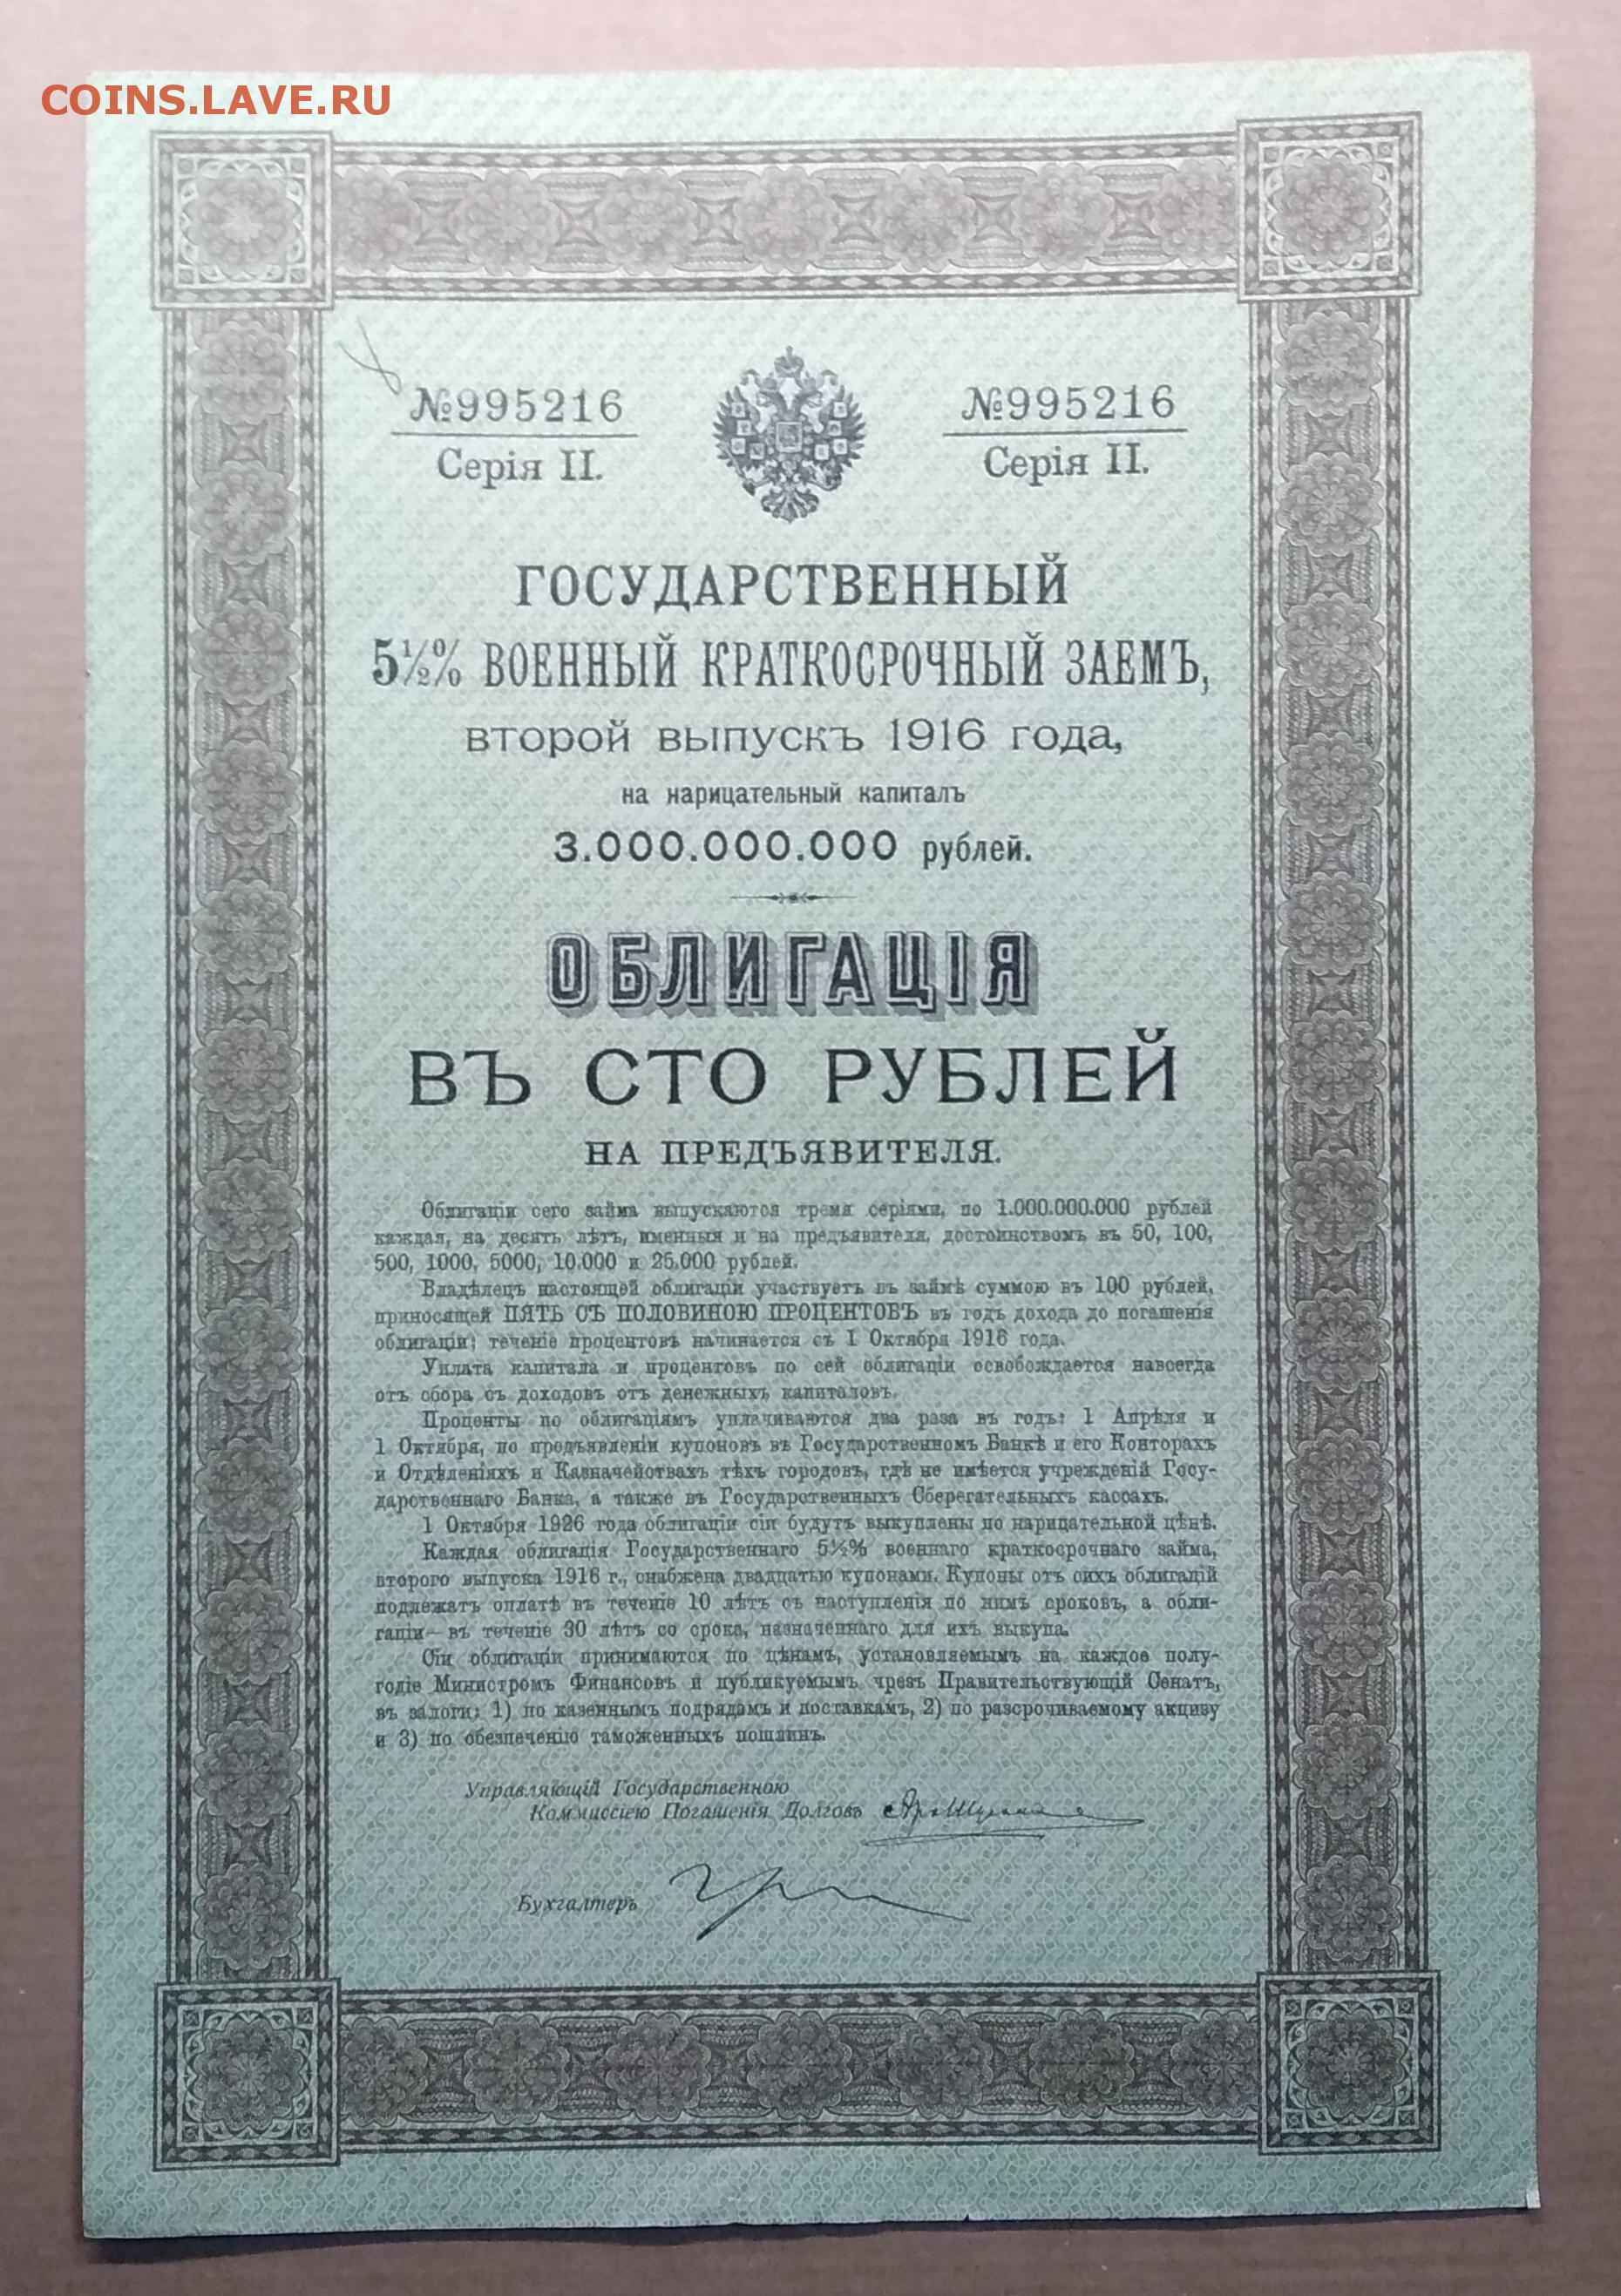 COINS.LAVE.RU
№995216 №995216
Серія II. Серія II.
ГОСУДАРСТВЕННЫЙ
5½% ВОЕННЫЙ КРАТКОСРОЧНЫЙ ЗАЕМЪ,
второй выпускъ 1916 года,
на нарицательный капиталъ
3.000.000.000 рублей.
ОБЛИГАЦІЯ
ВЪ СТО РУБЛЕЙ
НА ПРЕДЪЯВИТЕЛЯ.
Облигаціи сего займа выпускаются тремя серіями, по 1.000.000.000 рублей
каждая, на десять лѣтъ, именныя и на предъявителя, достоинствомъ въ 50, 100,
500, 1000, 5000, 10.000 и 25.000 рублей.
Владѣлецъ настоящей облигаціи участвуетъ въ займѣ суммою въ 100 рублей,
приносящей ПЯТЬ СЪ ПОЛОВИНОЮ ПРОЦЕНТОВЪ въ годъ дохода до погашенія
облигаціи; теченіе процентовъ начинается съ 1 Октября 1916 года.
Уплата капитала и процентовъ по сей облигаціи освобождается навсегда
отъ сбора съ доходовъ отъ денежныхъ капиталовъ.
Проценты по облигаціямъ уплачиваются два раза въ годъ: 1 Апрѣля и
1 Октября, по предъявленіи купоновъ въ Государственномъ Банкѣ и его Конторахъ
и Отдѣленіяхъ и Казначействахъ тѣхъ городовъ, гдѣ не имѣется учрежденій Госу-
дарственнаго Банка, а также въ Государственныхъ Сберегательныхъ кассахъ.
1 Октября 1926 года облигаціи сіи будутъ выкуплены по нарицательной цѣнѣ.
Каждая облигація Государственнаго 5½% военнаго краткосрочнаго займа,
второго выпуска 1916 г., снабжена двадцатью купонами. Купоны отъ сихъ облигацій
подлежатъ оплатѣ въ теченіе 10 лѣтъ съ наступленія по нимъ сроковъ, а обли-
гаціи — въ теченіе 30 лѣтъ со срока, назначеннаго для ихъ выкупа.
Сіи облигаціи принимаются по цѣнамъ, установляемымъ на каждое полу-
годіе Министромъ Финансовъ и публикуемымъ чрезъ Правительствующій Сенатъ,
въ залоги: 1) по казеннымъ подрядамъ и поставкамъ, 2) по разсрочиваемому акцизу
и 3) по обезпеченію таможенныхъ пошлинъ.
Управляющій Государственною
Коммиссіею Погашенія Долговъ
Бухгалтеръ